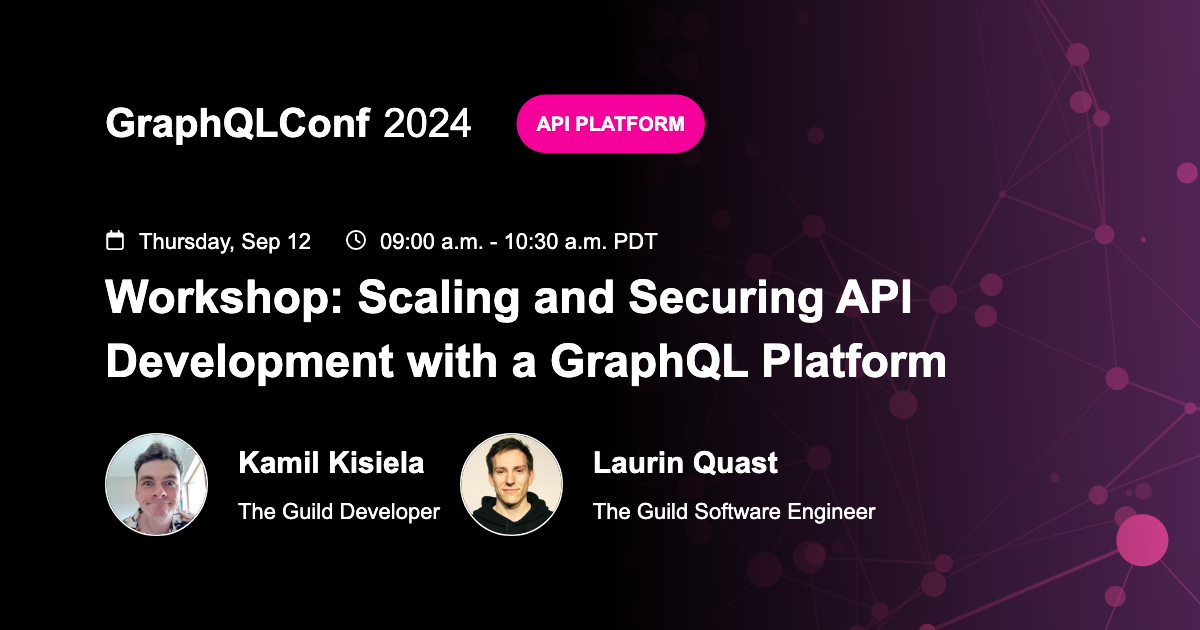 GraphQLConf 2024
API PLATFORM
Thursday, Sep 12 09:00 a.m. - 10:30 a.m. PDT
Workshop: Scaling and Securing API
Development with a GraphQL Platform
Kamil Kisiela
The Guild Developer
Laurin Quast
The Guild Software Engineer